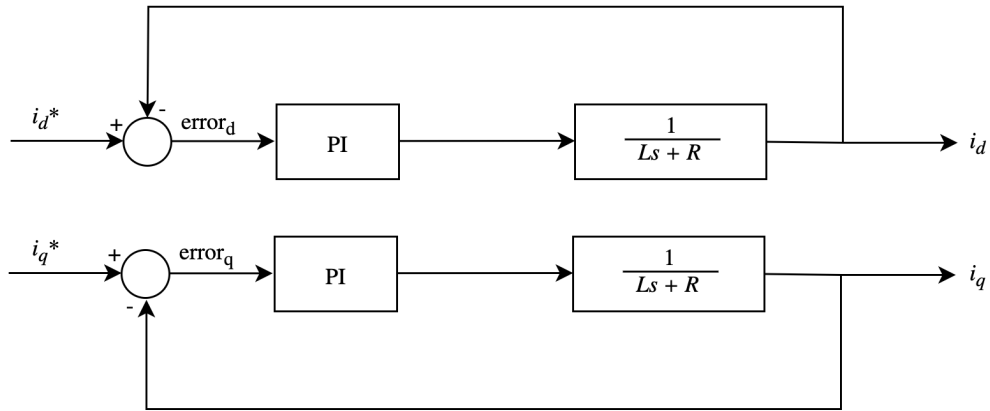 i_d*
+
-
error_d
PI
1
Ls + R
i_d
i_q*
+
-
error_q
PI
1
Ls + R
i_q